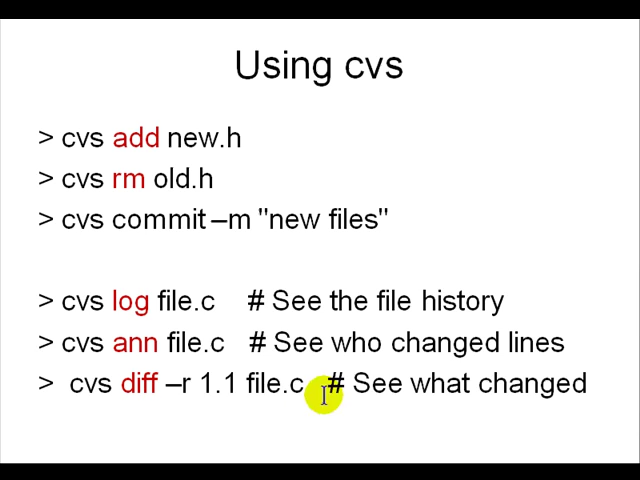 Using cvs
> cvs add new.h
> cvs rm old.h
> cvs commit –m "new files"
> cvs log file.c # See the file history
> cvs ann file.c # See who changed lines
> cvs diff –r 1.1 file.c # See what changed